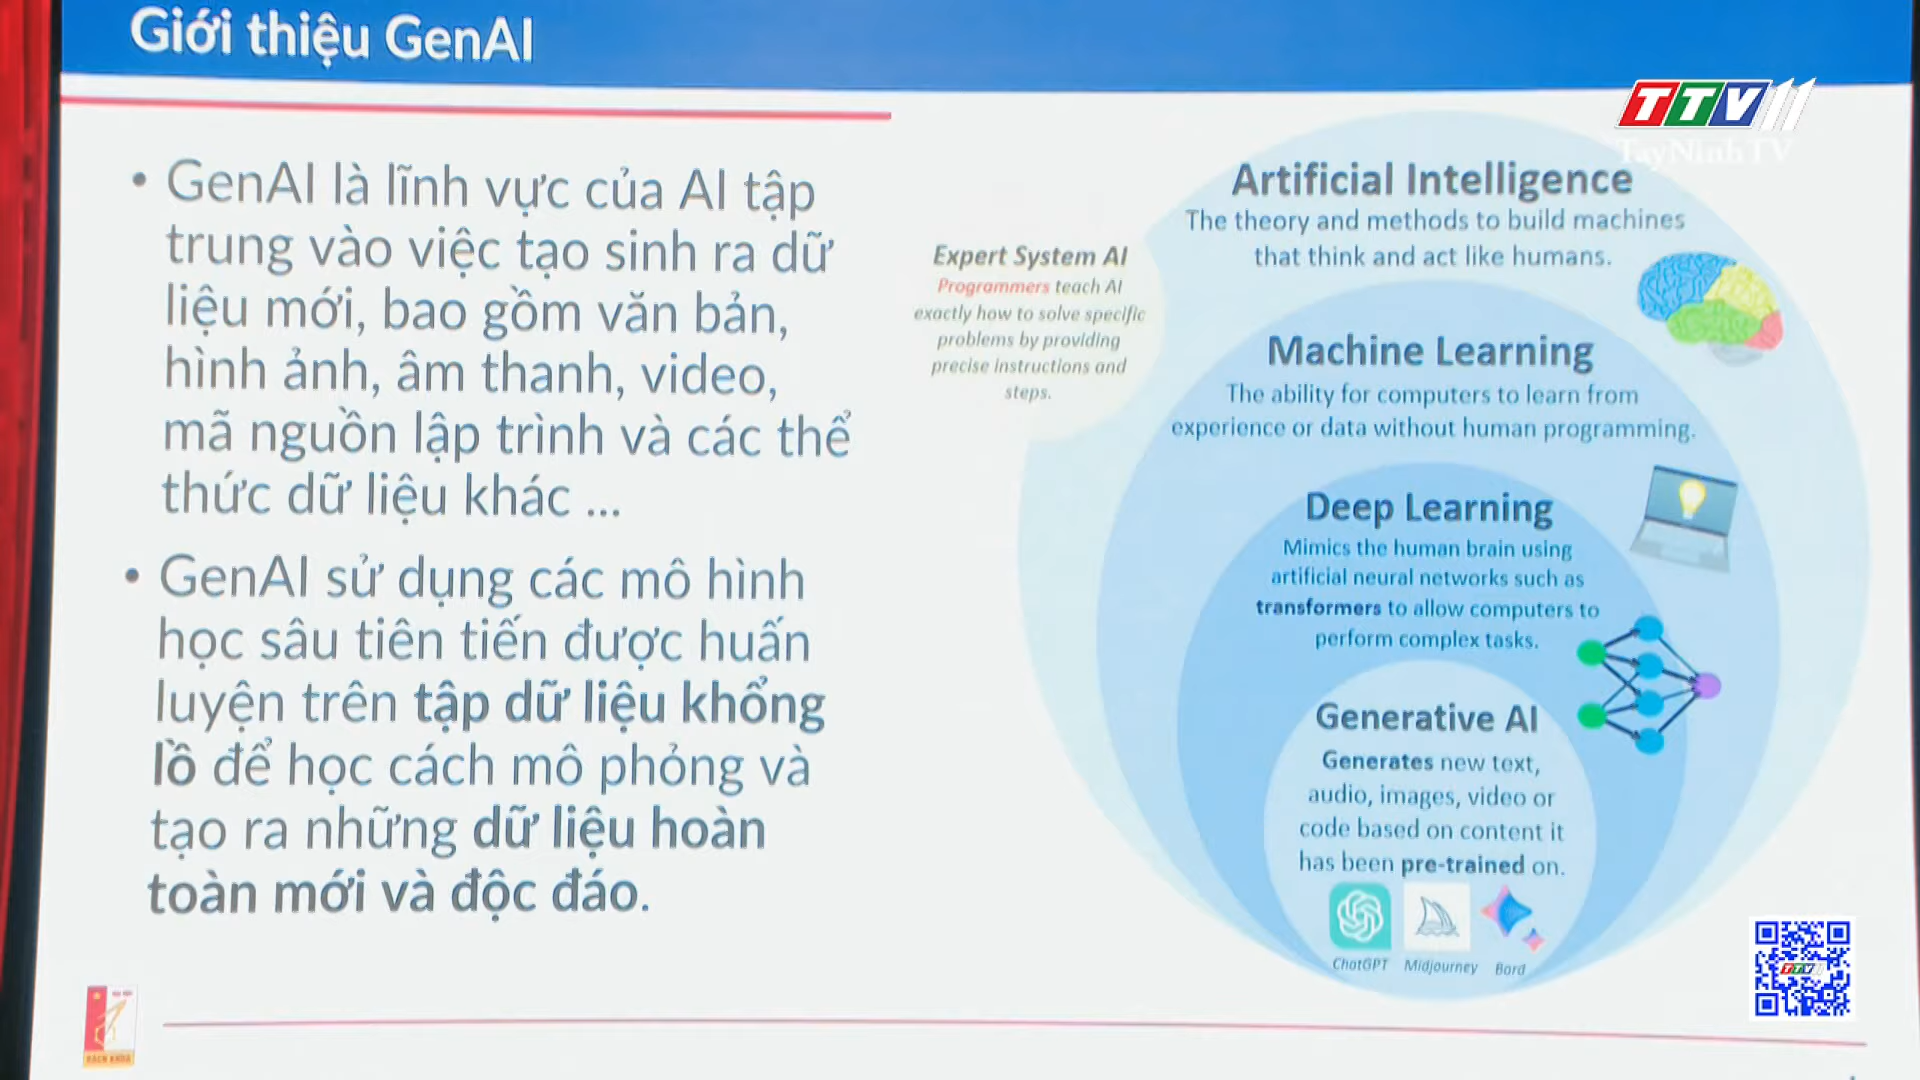 Giới thiệu GenAI
TTV11
TayNinhTV
• GenAI là lĩnh vực của AI tập
trung vào việc tạo sinh ra dữ
liệu mới, bao gồm văn bản,
hình ảnh, âm thanh, video,
mã nguồn lập trình và các thể
thức dữ liệu khác ...
• GenAI sử dụng các mô hình
học sâu tiên tiến được huấn
luyện trên tập dữ liệu khổng
lồ để học cách mô phỏng và
tạo ra những dữ liệu hoàn
toàn mới và độc đáo.
Expert System AI
Programmers teach AI
exactly how to solve specific
problems by providing
precise instructions and
steps.
Artificial Intelligence
The theory and methods to build machines
that think and act like humans.
Machine Learning
The ability for computers to learn from
experience or data without human programming.
Deep Learning
Mimics the human brain using
artificial neural networks such as
transformers to allow computers to
perform complex tasks.
Generative AI
Generates new text,
audio, images, video or
code based on content it
has been pre-trained on.
ChatGPT Midjourney Bard
BÁCH KHOA
TTV11